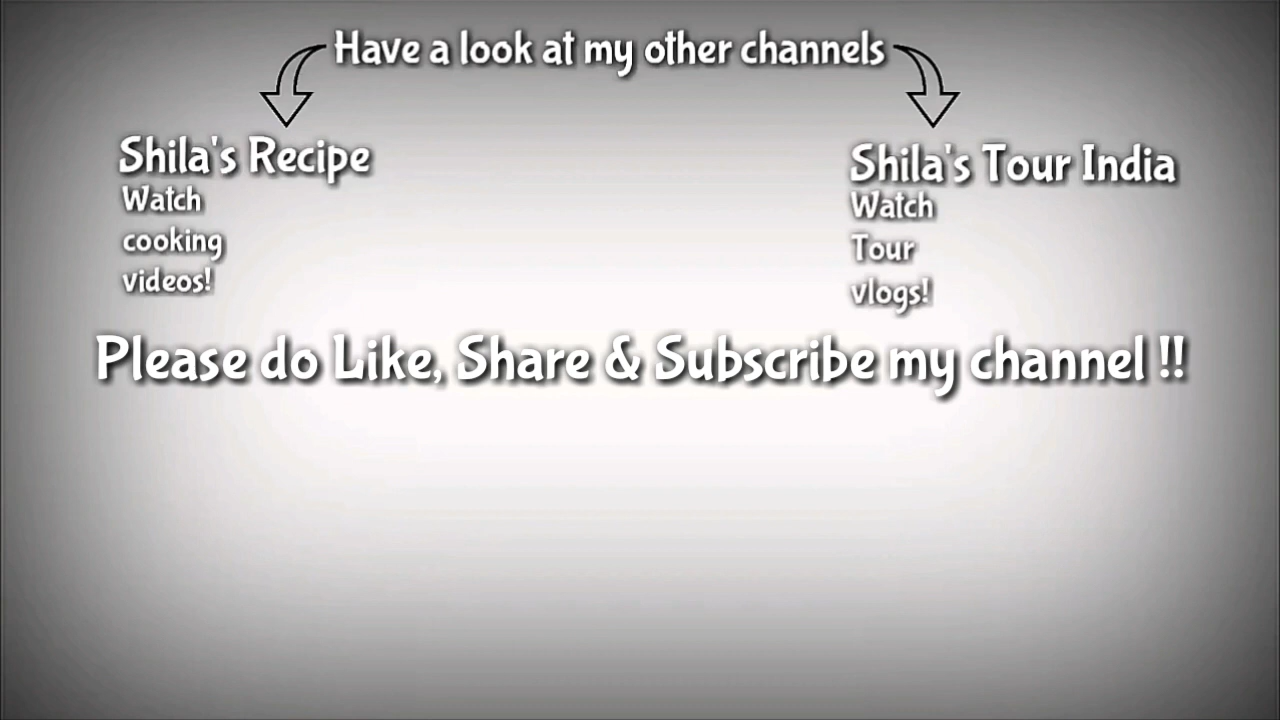 Have a look at my other channels
Shila's Recipe
Watch
cooking
videos!
Shila's Tour India
Watch
Tour
vlogs!
Please do Like, Share & Subscribe my channel !!